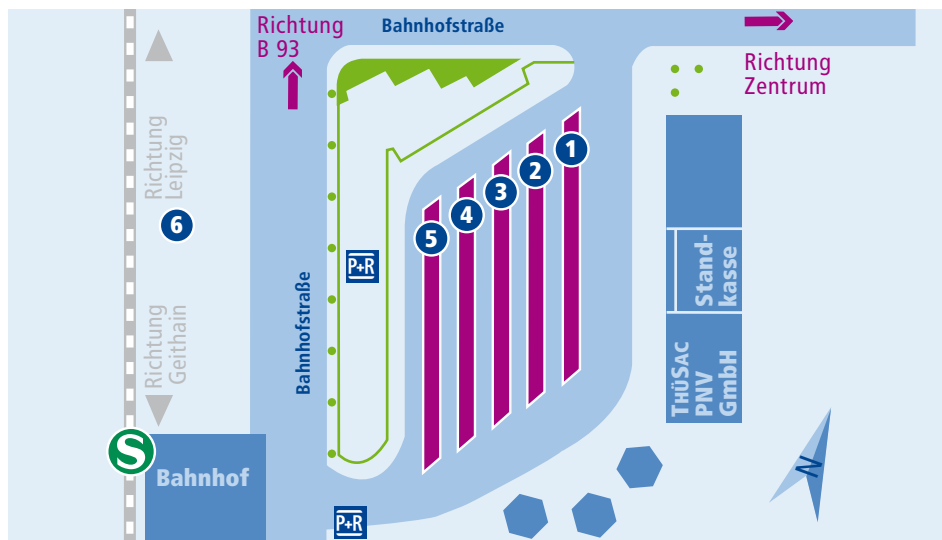 Richtung
B 93
Bahnhofstraße
Richtung
Zentrum
Richtung
Leipzig
1
2
3
4
5
6
P+R
Bahnhofstraße
Stand-
kasse
Richtung
Geithain
THÜSAC
PNV
GmbH
S
Bahnhof
P+R
N